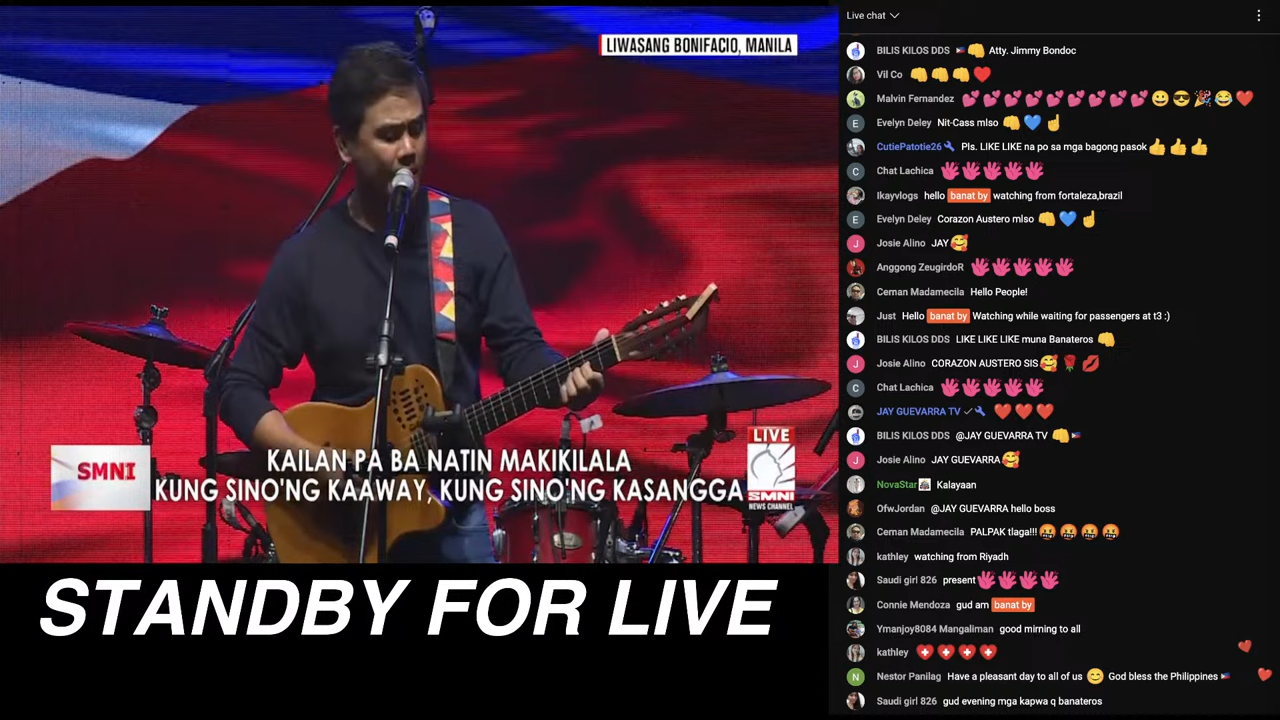 LIWASANG BONIFACIO, MANILA
SMNI
KAILAN PA BA NATIN MAKIKILALA
KUNG SINO'NG KAAWAY, KUNG SINO'NG KASANGGA
LIVE
SMNI
NEWS CHANNEL
STANDBY FOR LIVE
Live chat
BILIS KILOS DDS 🇵🇭👊 Atty. Jimmy Bondoc
Vil Co 👊👊👊❤️
Malvin Fernandez 💕💕💕💕💕💕💕💕💕😀😎🎉😂❤️
E Evelyn Deley Nit-Cass mlso 👊💙☝️
CutiePatotie26 Pls. LIKE LIKE na po sa mga bagong pasok👍👍👍
C Chat Lachica 👋👋👋👋👋
Ikayvlogs hello banat by watching from fortaleza,brazil
E Evelyn Deley Corazon Austero mlso 👊💙☝️
J Josie Alino JAY🥰
Anggong ZeugirdoR 👋👋👋👋👋
Cernan Madamecila Hello People!
Just Hello banat by Watching while waiting for passengers at t3 :)
BILIS KILOS DDS LIKE LIKE LIKE muna Banateros 👊
J Josie Alino CORAZON AUSTERO SIS🥰🌹💋
C Chat Lachica 👋👋👋👋👋
JAY GUEVARRA TV ✓ ❤️❤️❤️
BILIS KILOS DDS @JAY GUEVARRA TV 👊🇵🇭
J Josie Alino JAY GUEVARRA🥰
NovaStar Kalayaan
OfwJordan @JAY GUEVARRA hello boss
Cernan Madamecila PALPAK tlaga!!!🤬🤬🤬🤬
kathley watching from Riyadh
Saudi girl 826 present👋👋👋👋
Connie Mendoza gud am banat by
Ymanjoy8084 Mangaliman good mirning to all
kathley
N Nestor Panilag Have a pleasant day to all of us 😊 God bless the Philippines 🇵🇭
Saudi girl 826 gud evening mga kapwa q banateros